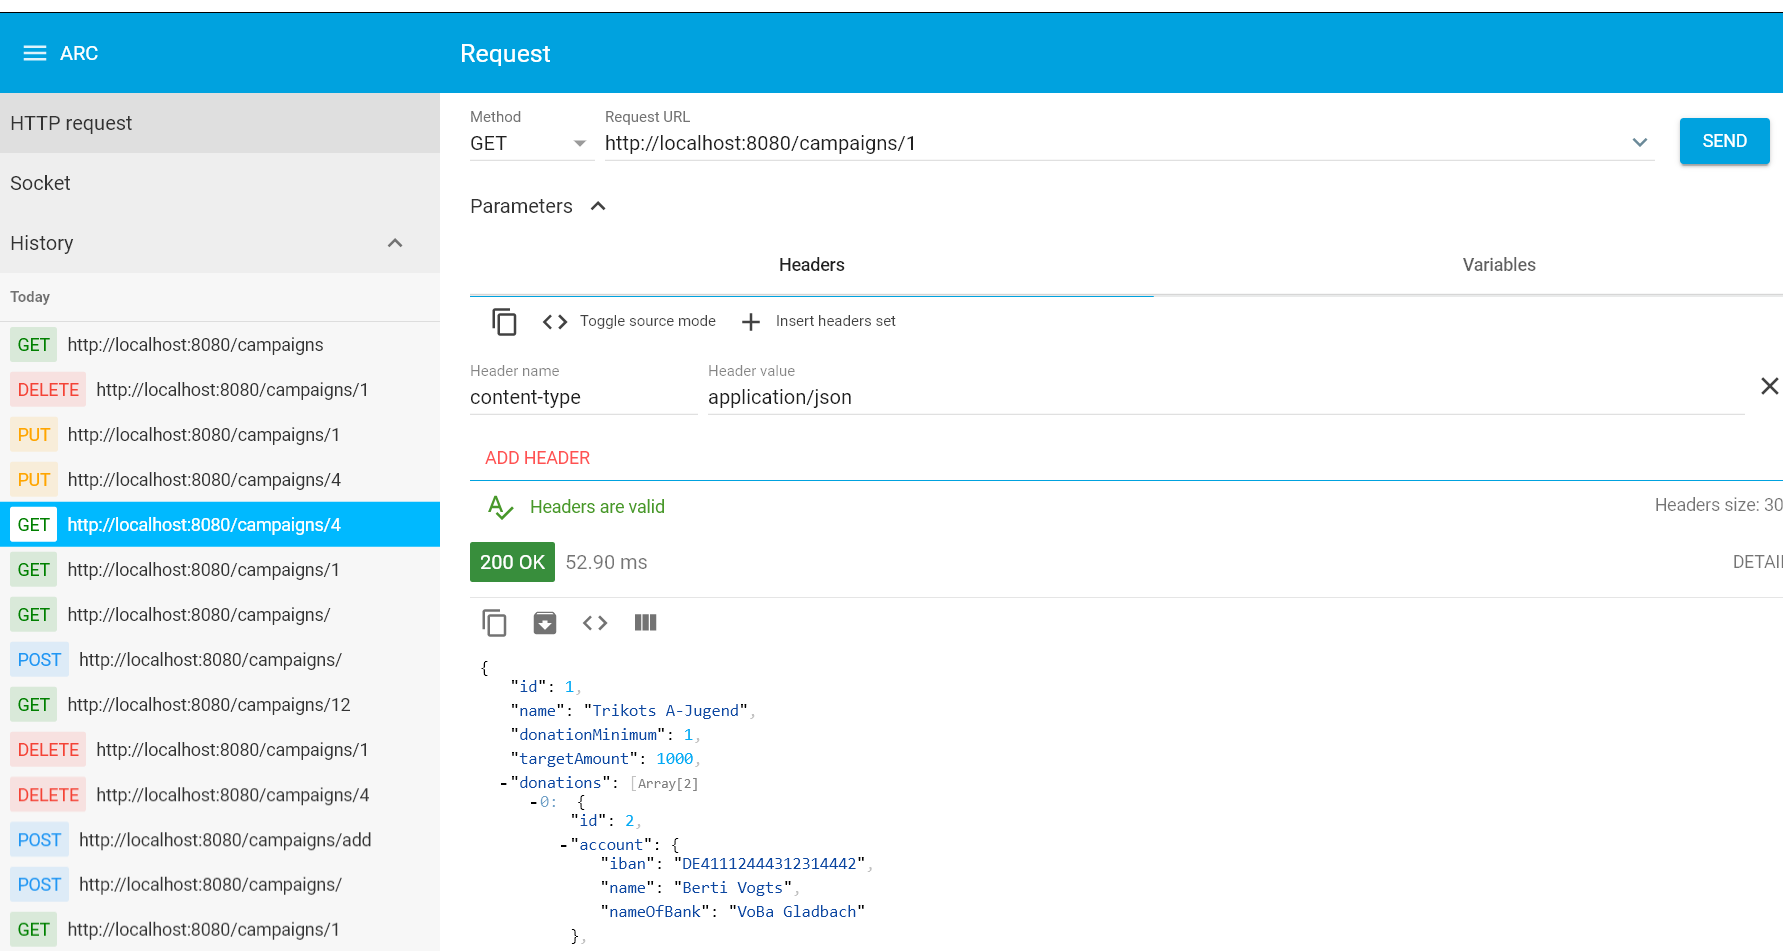 ARC
Request
HTTP request
Socket
History
Today
GET http://localhost:8080/campaigns
DELETE http://localhost:8080/campaigns/1
PUT http://localhost:8080/campaigns/1
PUT http://localhost:8080/campaigns/4
GET http://localhost:8080/campaigns/4
GET http://localhost:8080/campaigns/1
GET http://localhost:8080/campaigns/
POST http://localhost:8080/campaigns/
GET http://localhost:8080/campaigns/12
DELETE http://localhost:8080/campaigns/1
DELETE http://localhost:8080/campaigns/4
POST http://localhost:8080/campaigns/add
POST http://localhost:8080/campaigns/
GET http://localhost:8080/campaigns/1
Method Request URL
GET http://localhost:8080/campaigns/1 SEND
Parameters
Headers Variables
Toggle source mode Insert headers set
Header name Header value
content-type application/json
ADD HEADER
Headers are valid Headers size: 30
200 OK 52.90 ms DETAI
{
"id": 1,
"name": "Trikots A-Jugend",
"donationMinimum": 1,
"targetAmount": 1000,
-"donations": [Array[2]
-0: {
"id": 2,
-"account": {
"iban": "DE41112444312314442",
"name": "Berti Vogts",
"nameOfBank": "VoBa Gladbach"
},